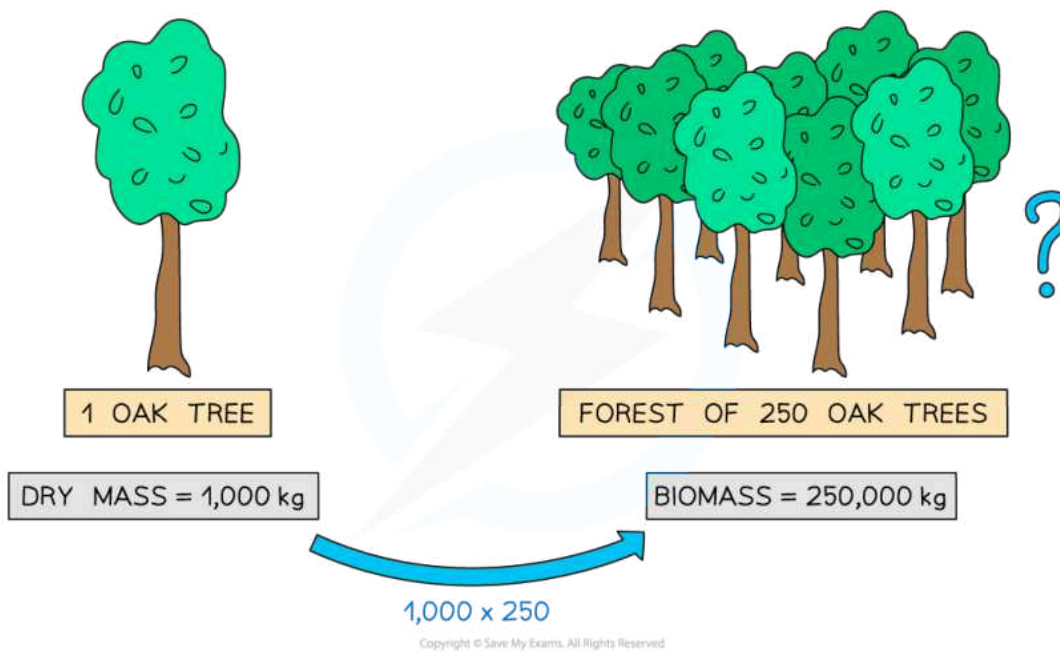 ?
1 OAK TREE
FOREST OF 250 OAK TREES
DRY MASS = 1,000 kg
BIOMASS = 250,000 kg
1,000 x 250
Copyright © Save My Exams. All Rights Reserved